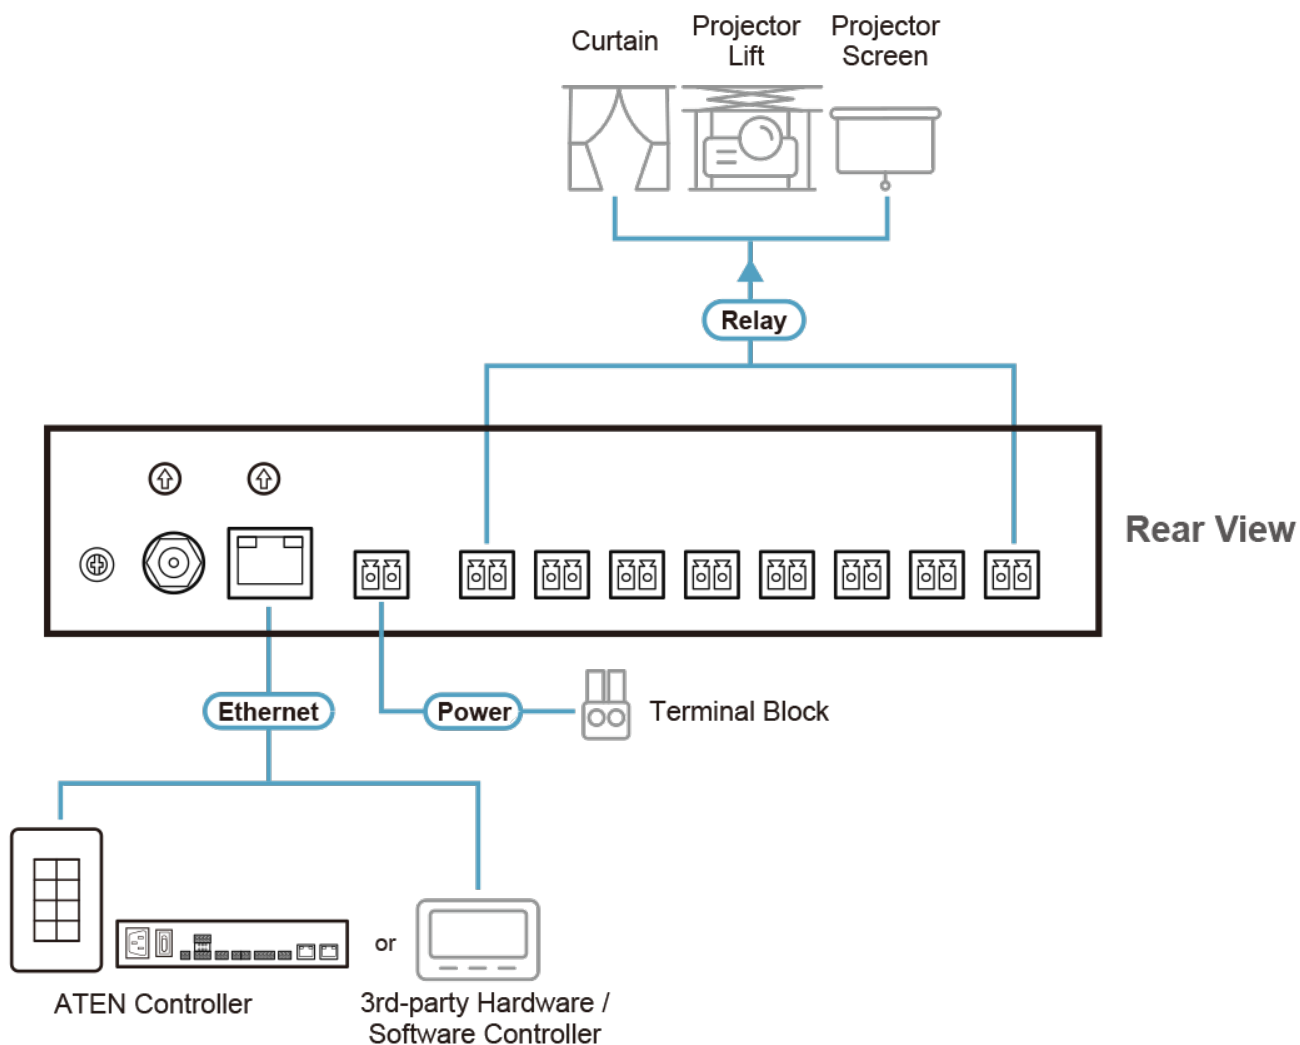 Curtain
Projector
Lift
Projector
Screen
Relay
Rear View
Ethernet
Power
Terminal Block
or
ATEN Controller
3rd-party Hardware /
Software Controller